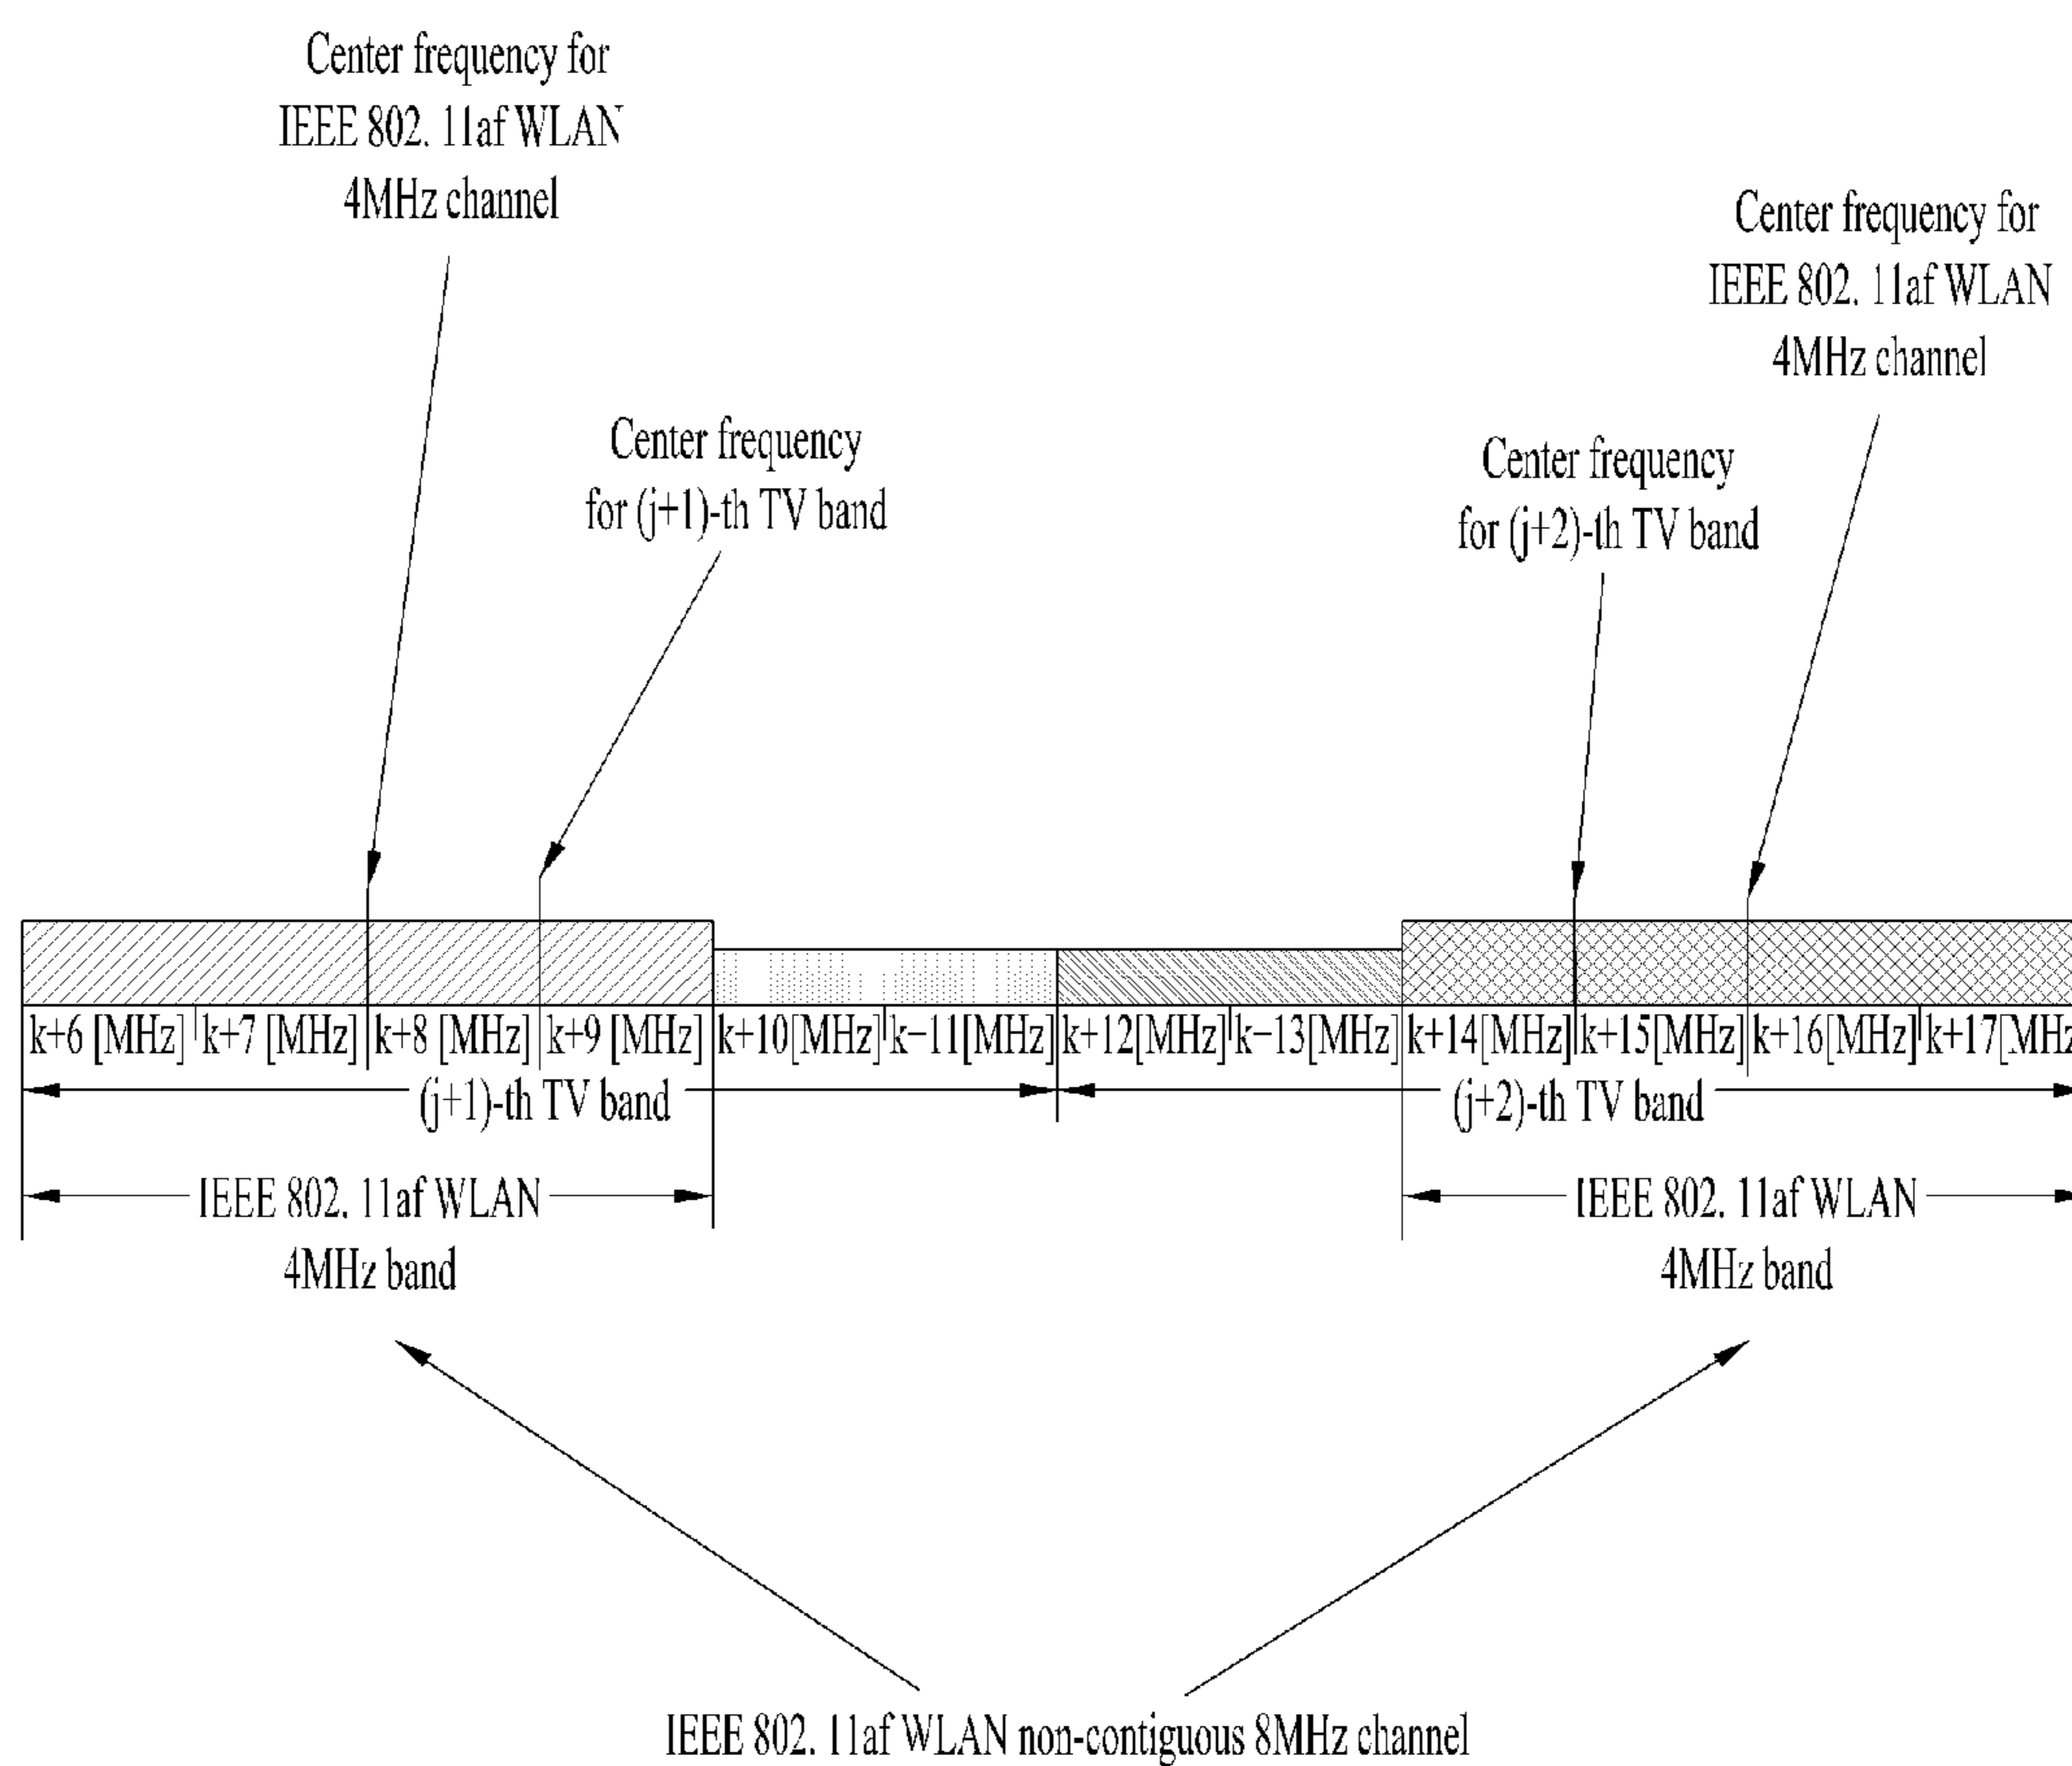 Center frequency for
IEEE 802. 11af WLAN
4MHz channel
Center frequency for
IEEE 802. 11af WLAN
4MHz channel
Center frequency
for (j+1)-th TV band
Center frequency
for (j+2)-th TV band
k+6 [MHz] k+7 [MHz] k+8 [MHz] k+9 [MHz] k+10[MHz] k−11[MHz] k+12[MHz] k−13[MHz] k+14[MHz] k+15[MHz] k+16[MHz] k+17[MHz
(j+1)-th TV band (j+2)-th TV band
IEEE 802. 11af WLAN
4MHz band
IEEE 802. 11af WLAN
4MHz band
IEEE 802. 11af WLAN non-contiguous 8MHz channel